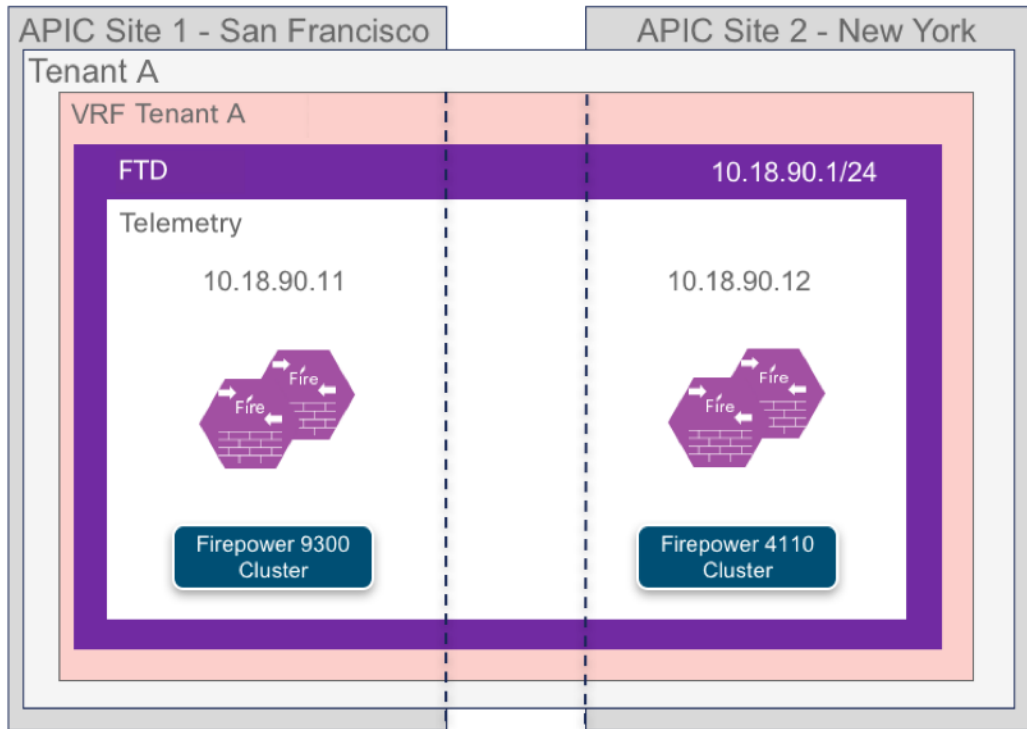 APIC Site 1 - San Francisco
APIC Site 2 - New York
Tenant A
VRF Tenant A
FTD
10.18.90.1/24
Telemetry
10.18.90.11
10.18.90.12
Fire
Fire
Fire
Fire
Firepower 9300
Cluster
Firepower 4110
Cluster